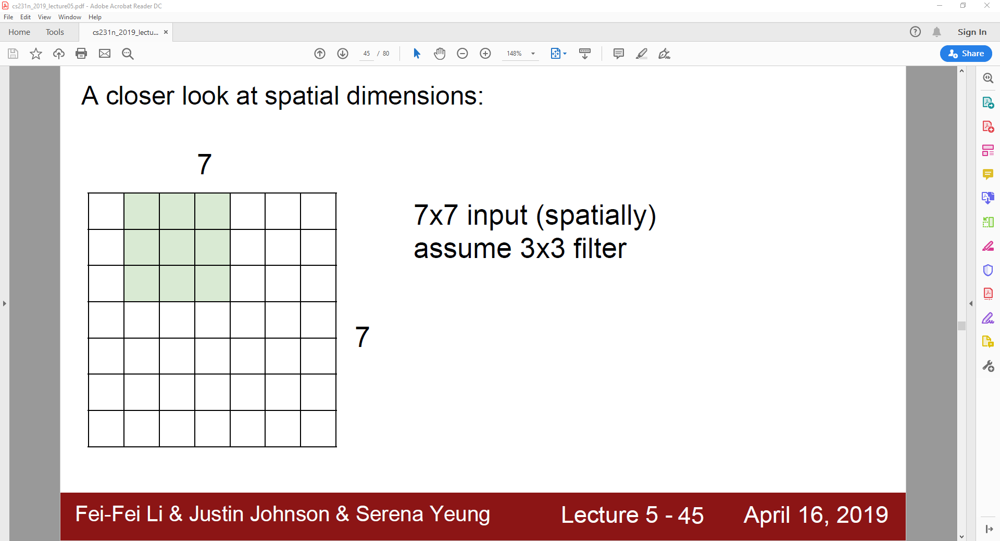 cs231n_2019_lecture05.pdf - Adobe Acrobat Reader DC
File Edit View Window Help
Home Tools cs231n_2019_lectu... Sign In
45 / 80 148% Share
A closer look at spatial dimensions:
7
7x7 input (spatially)
assume 3x3 filter
7
Fei-Fei Li & Justin Johnson & Serena Yeung Lecture 5 - 45 April 16, 2019